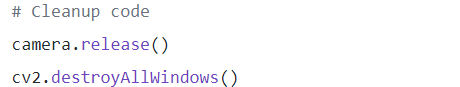 # Cleanup code
camera.release()
cv2.destroyAllWindows()